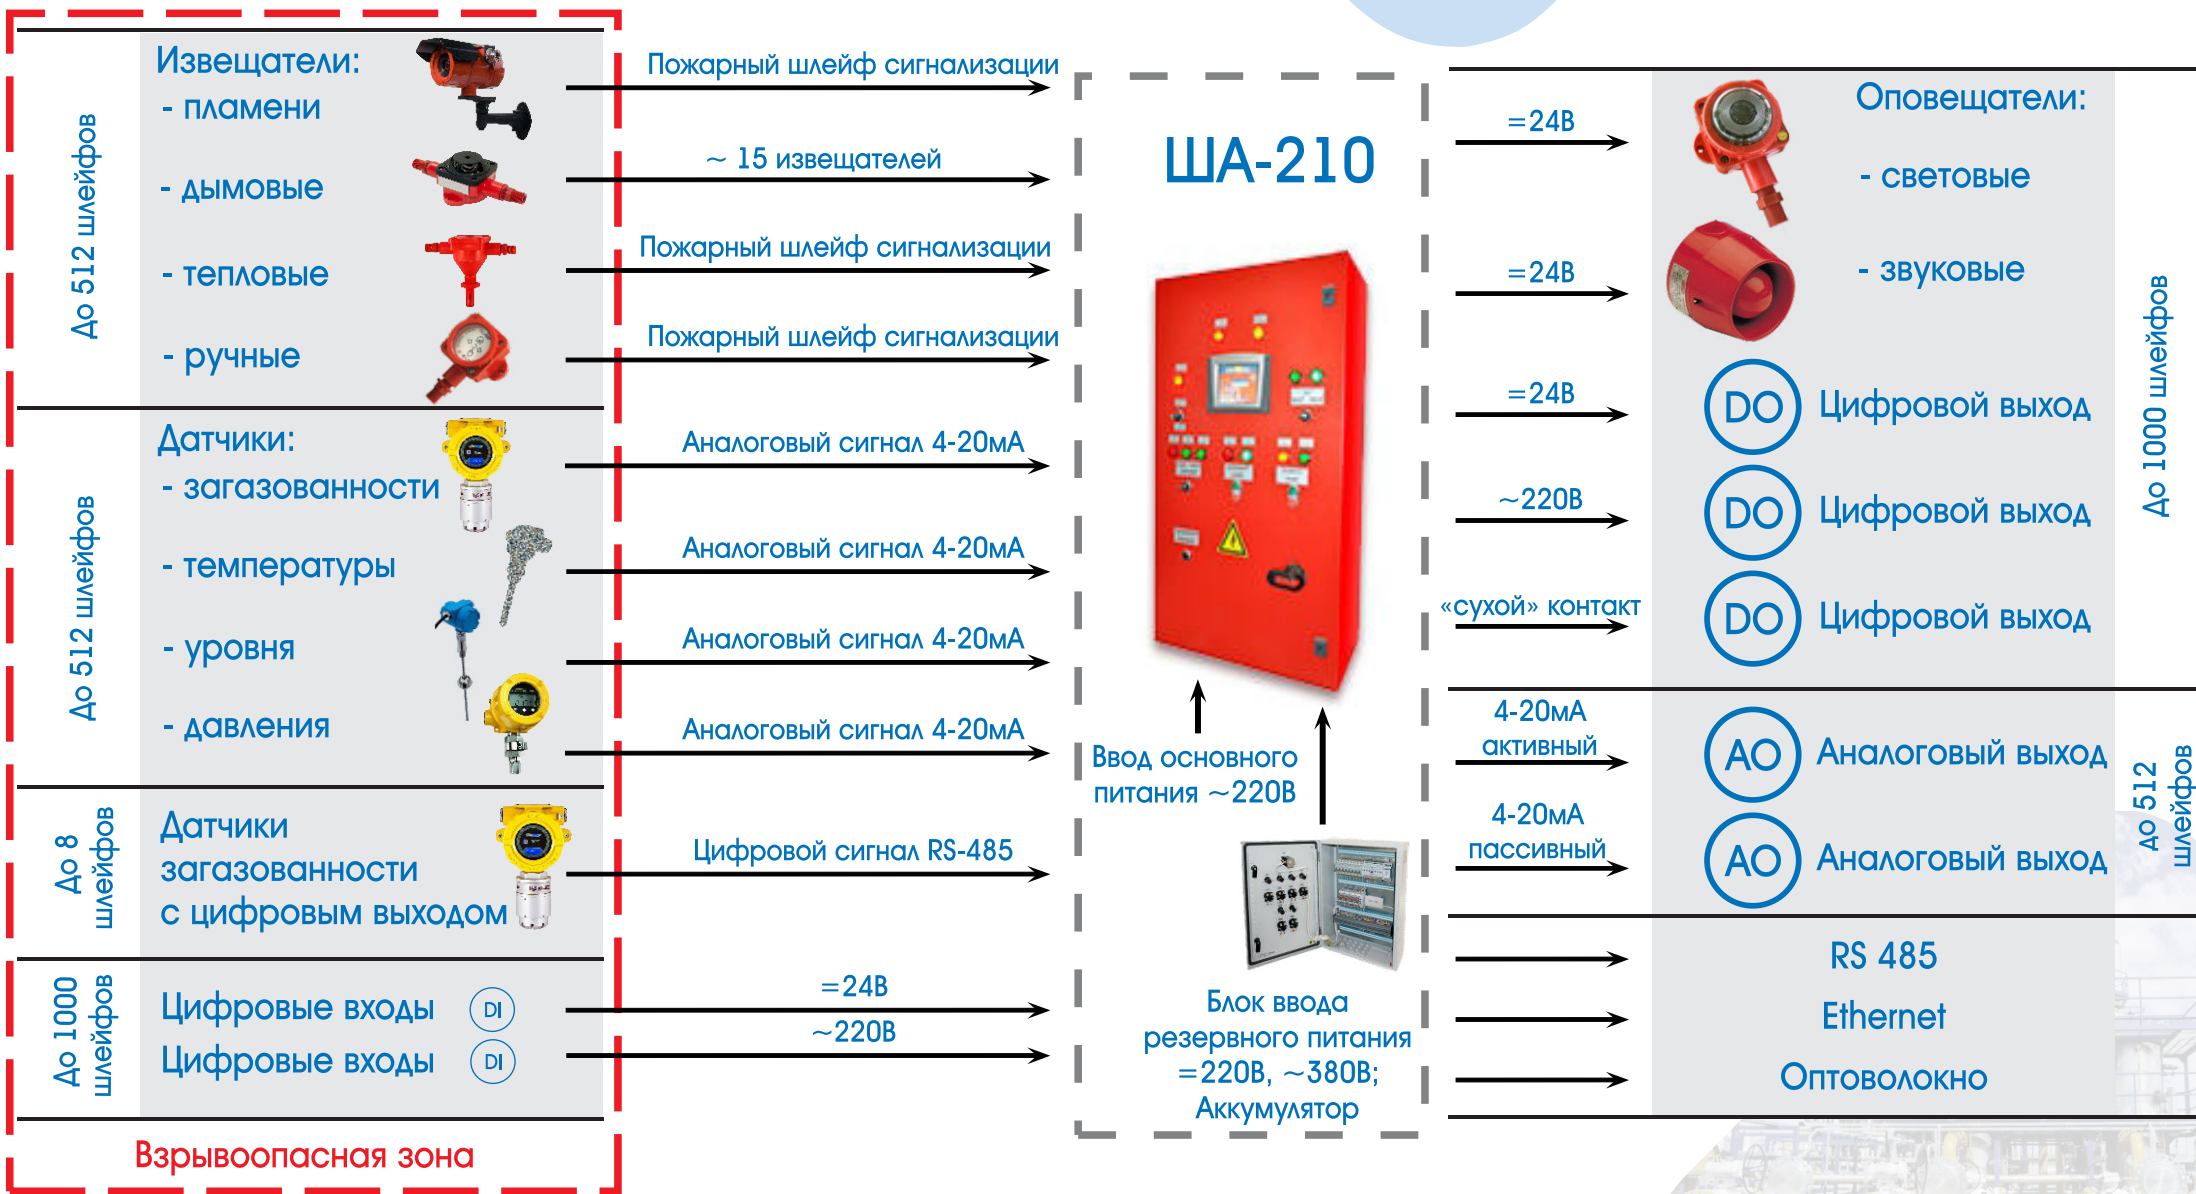 До 512 шлейфов
Извещатели:
- пламени
- дымовые
- тепловые
- ручные
До 512 шлейфов
Датчики:
- загазованности
- температуры
- уровня
- давления
До 8
шлейфов
Датчики
загазованности
с цифровым выходом
До 1000
шлейфов
Цифровые входы
DI
Цифровые входы
DI
Взрывоопасная зона
Пожарный шлейф сигнализации
~ 15 извещателей
Пожарный шлейф сигнализации
Пожарный шлейф сигнализации
Аналоговый сигнал 4-20мА
Аналоговый сигнал 4-20мА
Аналоговый сигнал 4-20мА
Аналоговый сигнал 4-20мА
Цифровой сигнал RS-485
=24В
~220В
ША-210
Ввод основного
питания ~220В
Блок ввода
резервного питания
=220В, ~380В;
Аккумулятор
=24В
=24В
=24В
~220В
«сухой» контакт
4-20мА
активный
4-20мА
пассивный
Оповещатели:
- световые
- звуковые
DO
Цифровой выход
DO
Цифровой выход
DO
Цифровой выход
До 1000 шлейфов
AO
Аналоговый выход
AO
Аналоговый выход
до 512
шлейфов
RS 485
Ethernet
Оптоволокно